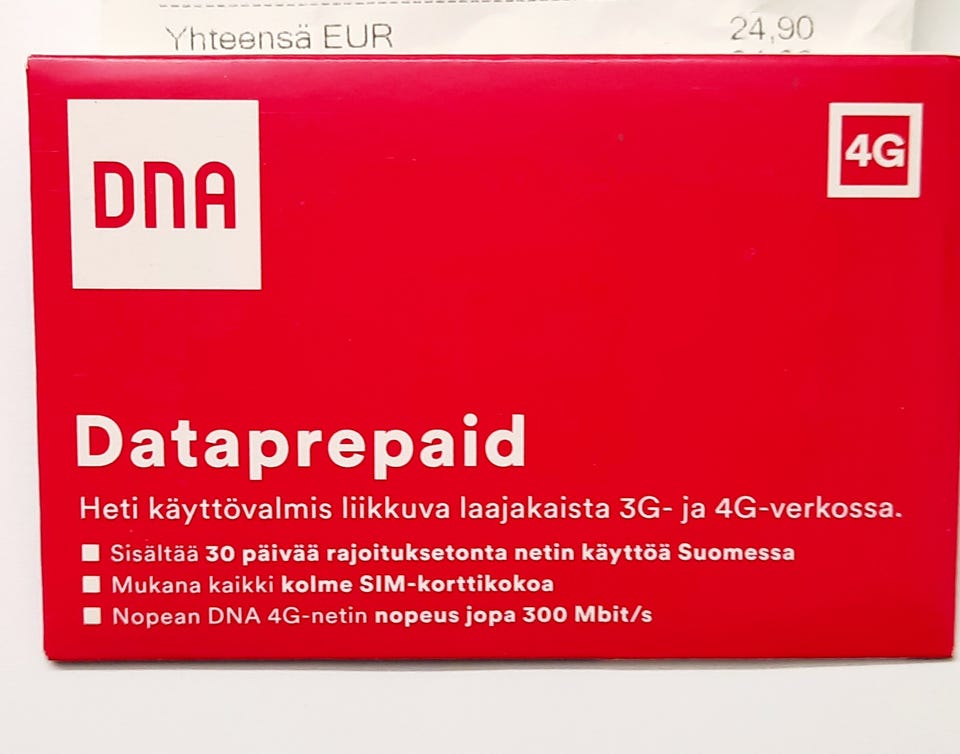 Yhteensä EUR 24,90
DNA
4G
Dataprepaid
Heti käyttövalmis liikkuva laajakaista 3G- ja 4G-verkossa.
Sisältää 30 päivää rajoituksetonta netin käyttöä Suomessa
Mukana kaikki kolme SIM-korttikokoa
Nopean DNA 4G-netin nopeus jopa 300 Mbit/s